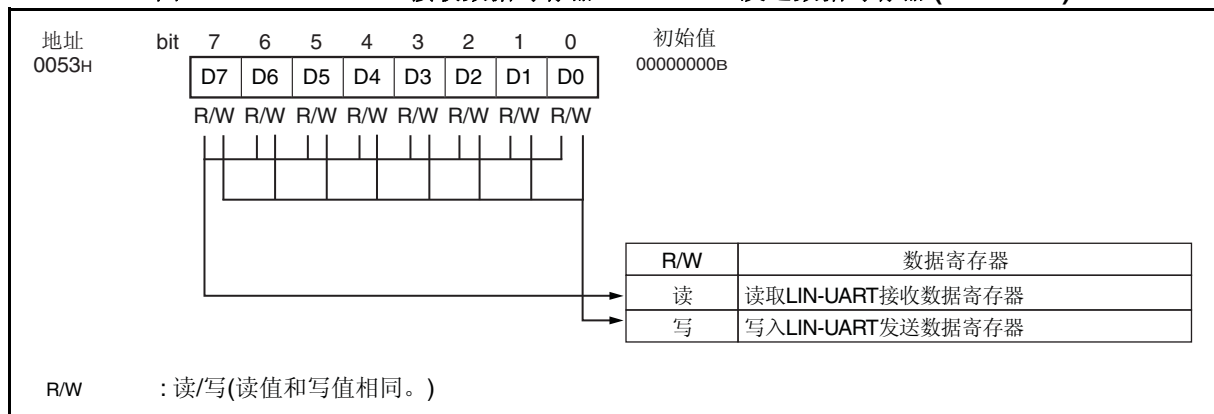 地址 bit 7 6 5 4 3 2 1 0 初始值
0053H D7 D6 D5 D4 D3 D2 D1 D0 00000000B
R/W R/W R/W R/W R/W R/W R/W R/W
R/W 数据寄存器
读 读取LIN-UART接收数据寄存器
写 写入LIN-UART发送数据寄存器
R/W : 读/写(读值和写值相同。)